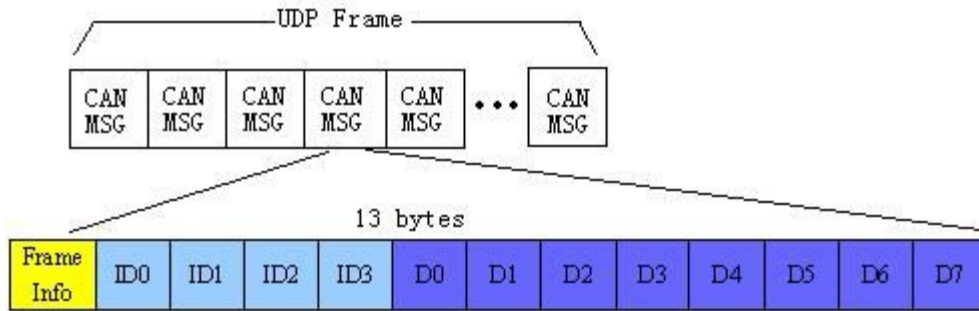 UDP Frame
CAN CAN CAN CAN CAN CAN
MSG MSG MSG MSG MSG ••• MSG
13 bytes
Frame Info ID0 ID1 ID2 ID3 D0 D1 D2 D3 D4 D5 D6 D7